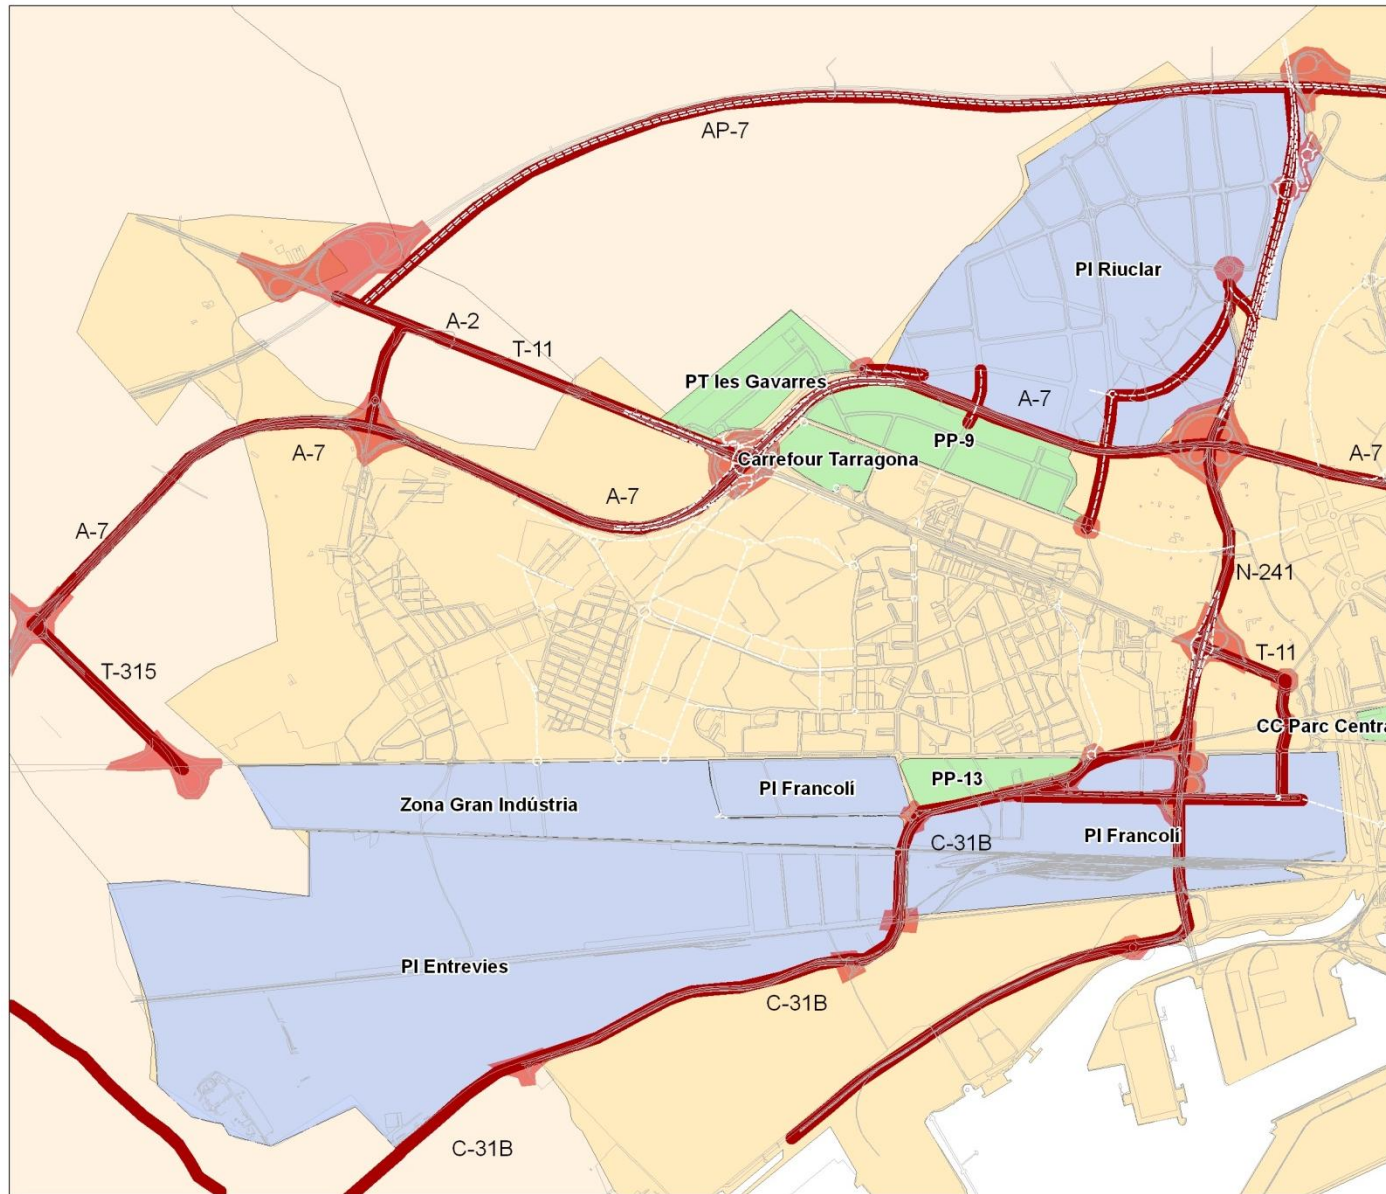 AP-7
PI Riuclar
A-2
T-11
PT les Gavarres
A-7
PP-9
Carrefour Tarragona
A-7
A-7
A-7
A-7
N-241
T-315
T-11
CC Parc Centra
PP-13
PI Francolí
Zona Gran Indústria
PI Francolí
C-31B
PI Entrevies
C-31B
C-31B